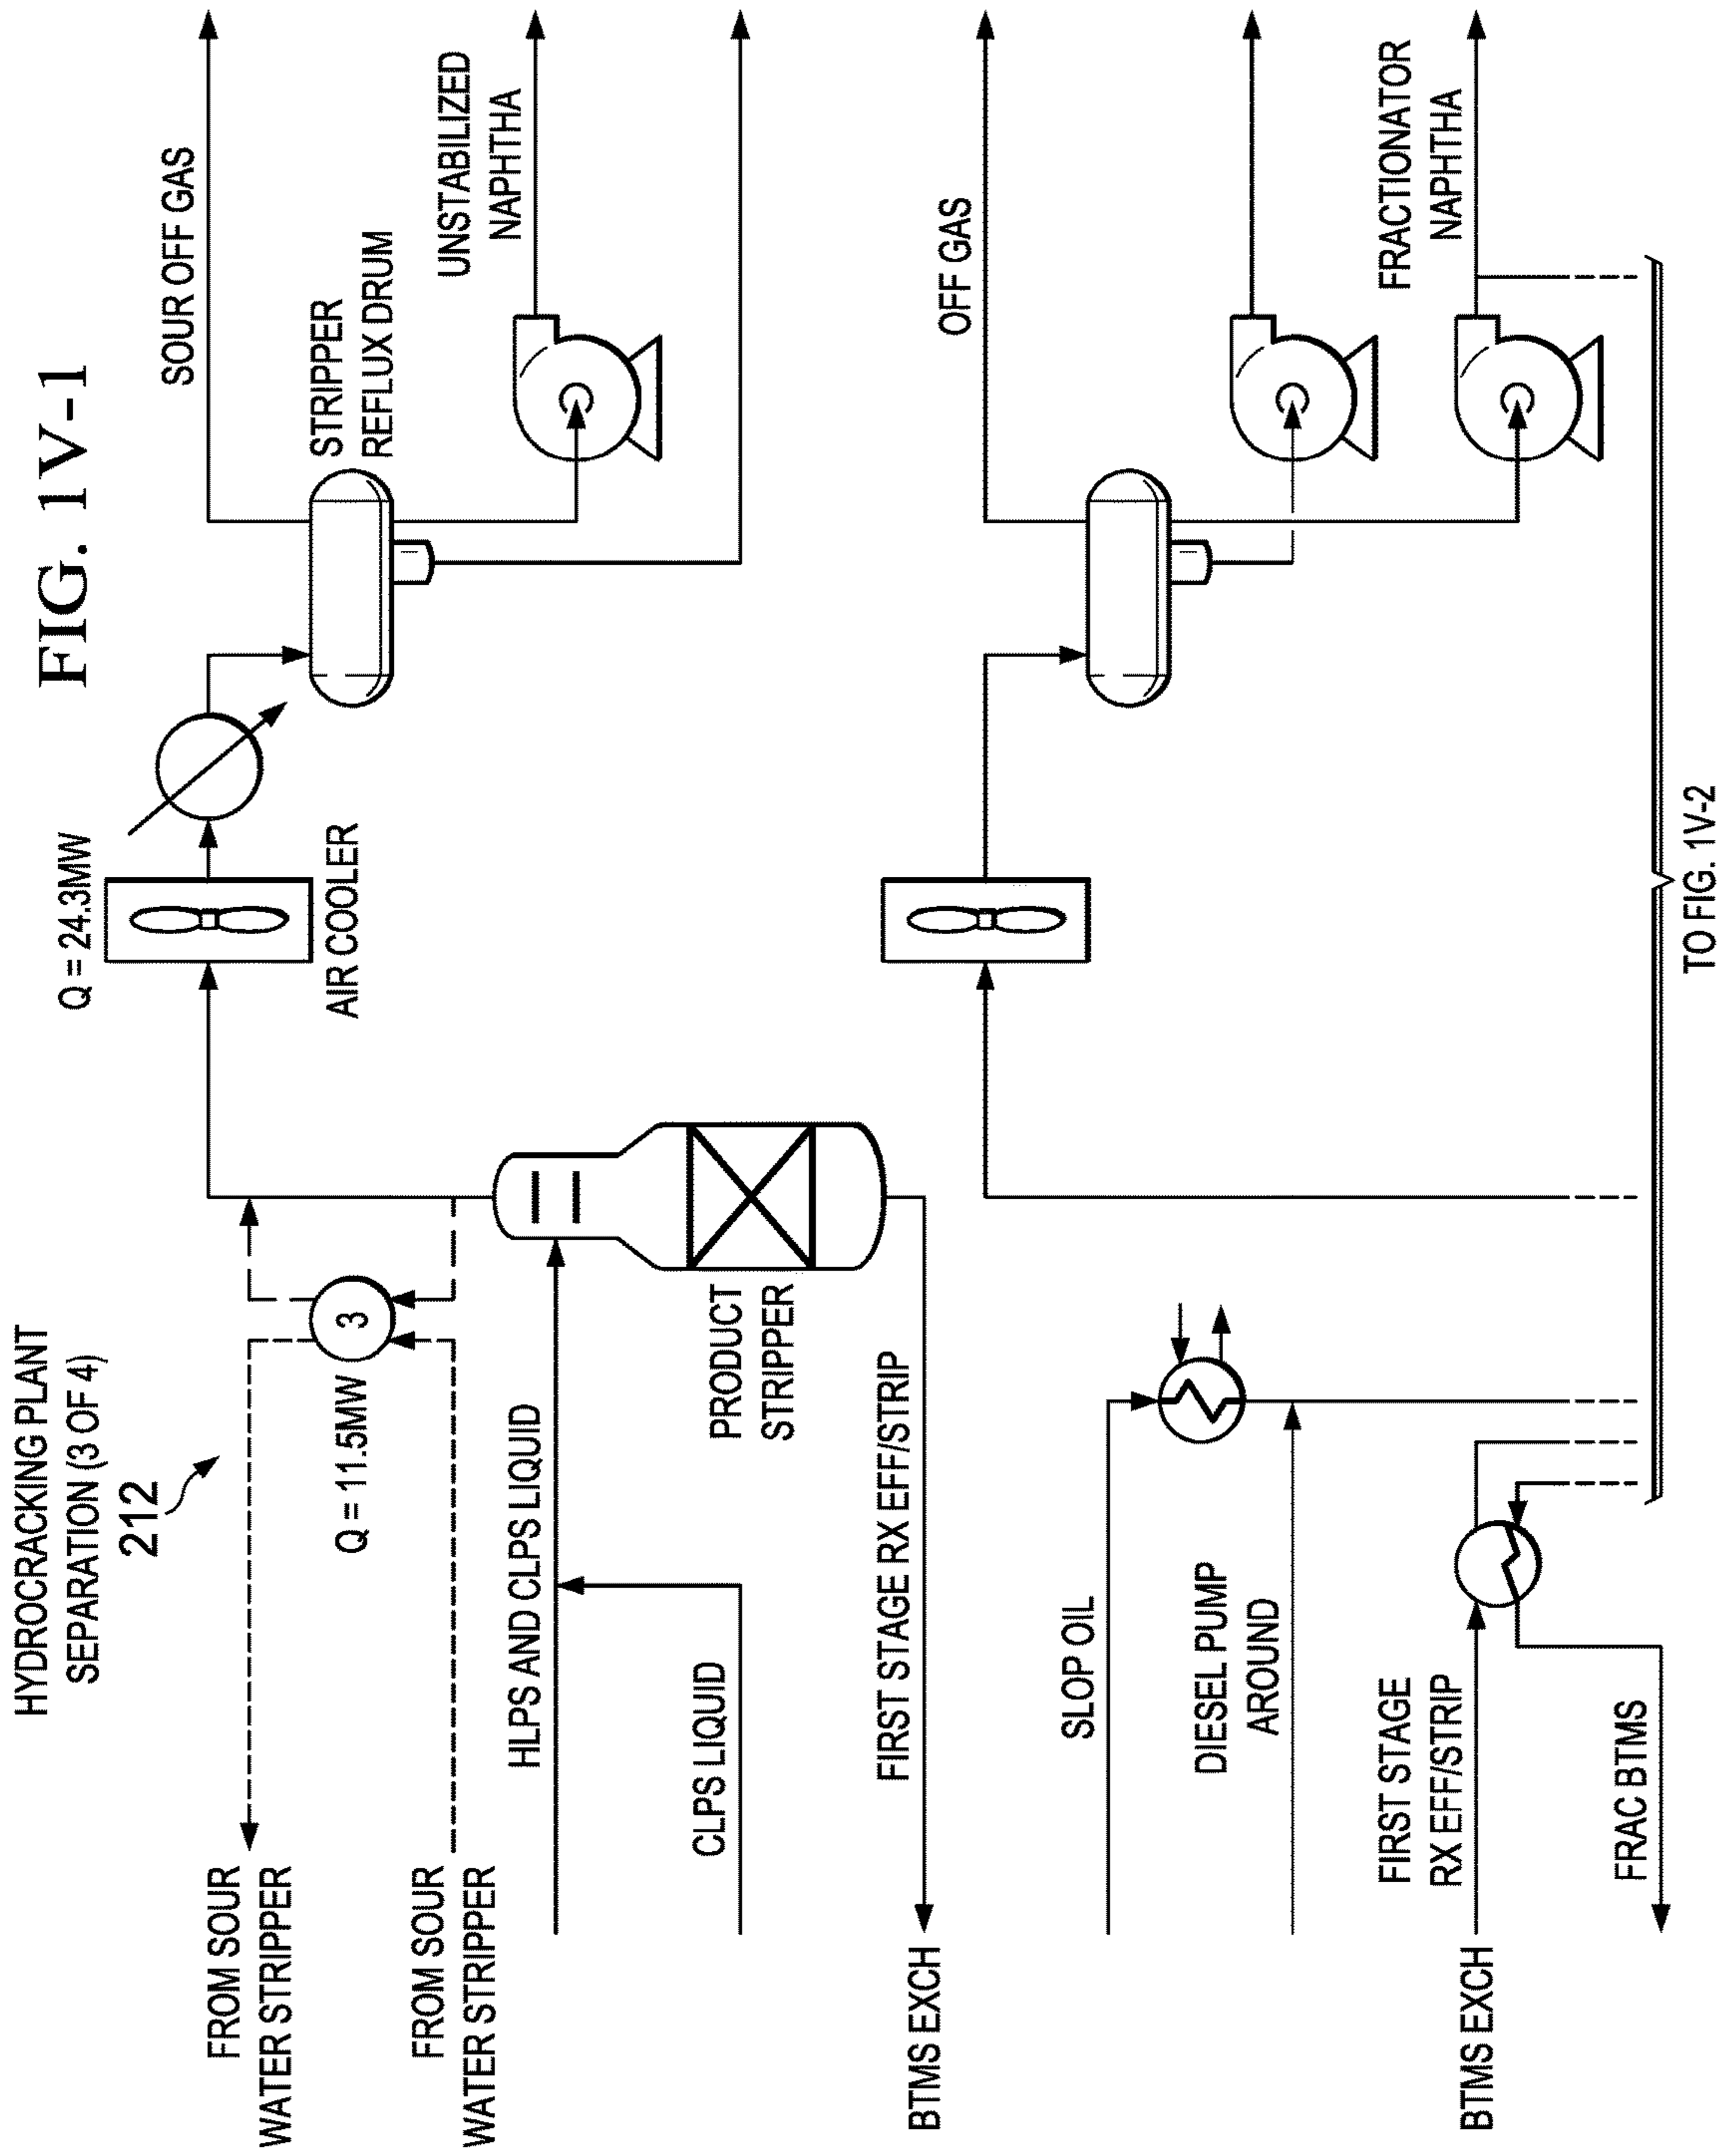 FIG. 1V-1
HYDROCRACKING PLANT
SEPARATION (3 OF 4)
212
Q = 24.3MW
SOUR OFF GAS
AIR COOLER
STRIPPER
REFLUX DRUM
UNSTABILIZED
NAPHTHA
FROM SOUR
WATER STRIPPER
Q = 11.5MW
3
FROM SOUR
WATER STRIPPER
HLPS AND CLPS LIQUID
CLPS LIQUID
PRODUCT
STRIPPER
BTMS EXCH
FIRST STAGE RX EFF/STRIP
OFF GAS
SLOP OIL
DIESEL PUMP
AROUND
FRACTIONATOR
NAPHTHA
BTMS EXCH
FIRST STAGE
RX EFF/STRIP
FRAC BTMS
TO FIG. 1V-2